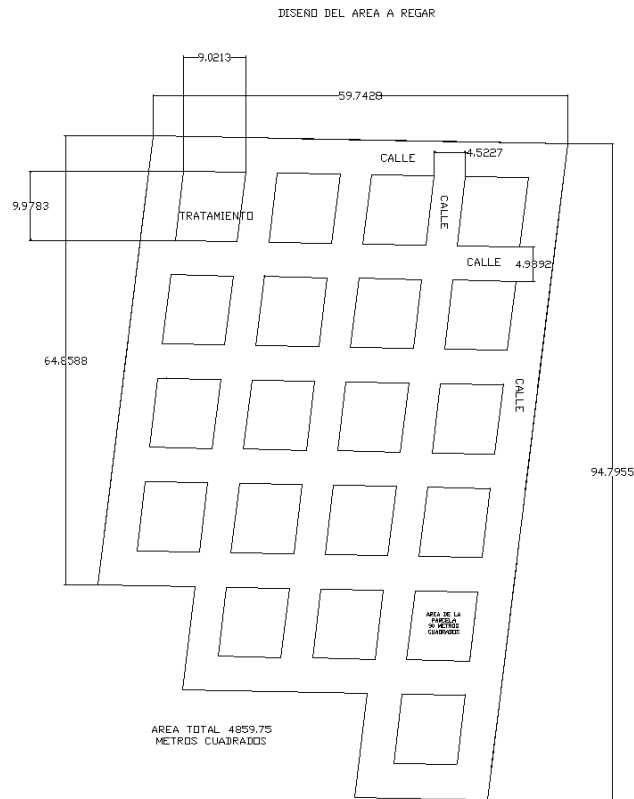 DISEÑO DEL AREA A REGAR
9.0213
59.7428
CALLE
4.5227
9.9783
TRATAMIENTO
CALLE
CALLE
4.9892
64.8588
CALLE
94.7955
AREA DE LA
PARCELA
90 METROS
CUADRADOS
AREA TOTAL 4859.75
METROS CUADRADOS